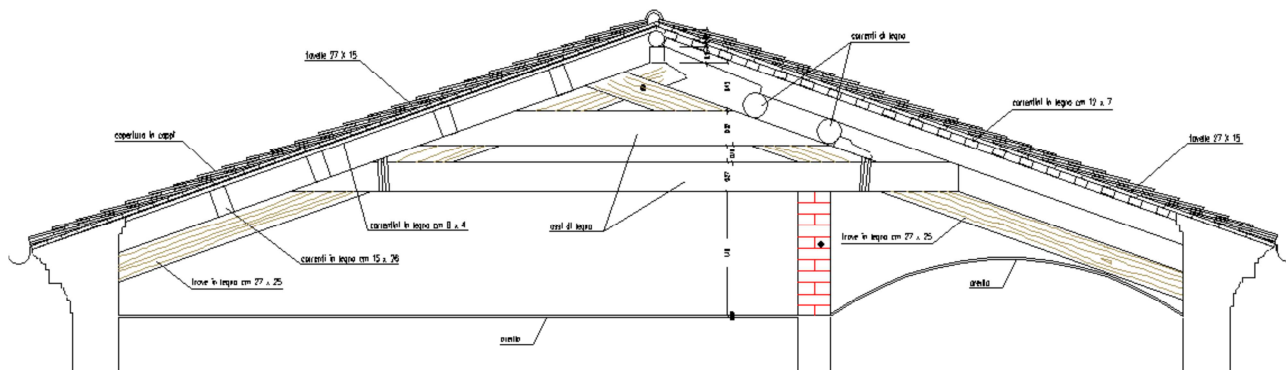 tavelle 27 X 15
correnti di legno
correntini in legno cm 12 x 7
tavelle 27 X 15
copertura in coppi
correntini in legno cm 8 x 4
assi di legno
trave in legno cm 27 x 25
correnti in legno cm 15 x 26
trave in legno cm 27 x 25
arella
arella